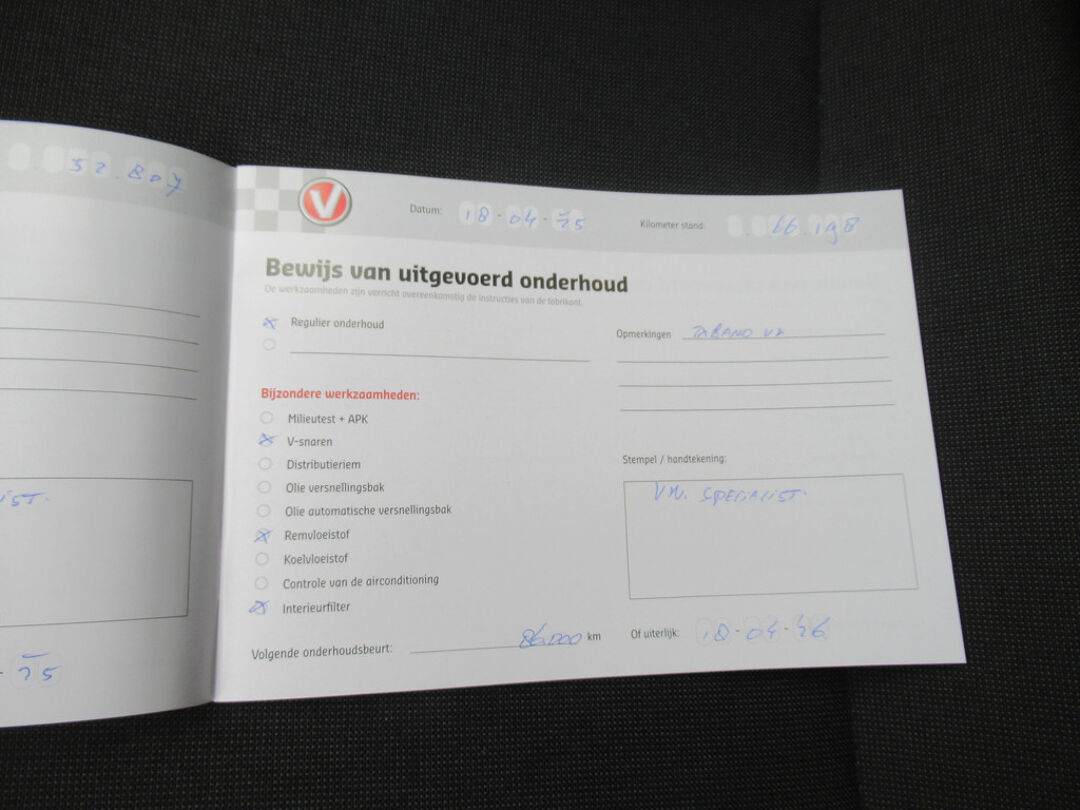 52.807
IST.
25
V
Datum: 18-04-25
Kilometer stand: 66.198
Bewijs van uitgevoerd onderhoud
De werkzaamheden zijn verricht overeenkomstig de instructies van de fabrikant.
Regulier onderhoud
Opmerkingen
Bijzondere werkzaamheden:
Milieutest + APK
V-snaren
Distributieriem
Olie versnellingsbak
Olie automatische versnellingsbak
Remvloeistof
Koelvloeistof
Controle van de airconditioning
Interieurfilter
Stempel / handtekening:
SPECIALIST.
Volgende onderhoudsbeurt: 86.000 km
Of uiterlijk: 18-04-26